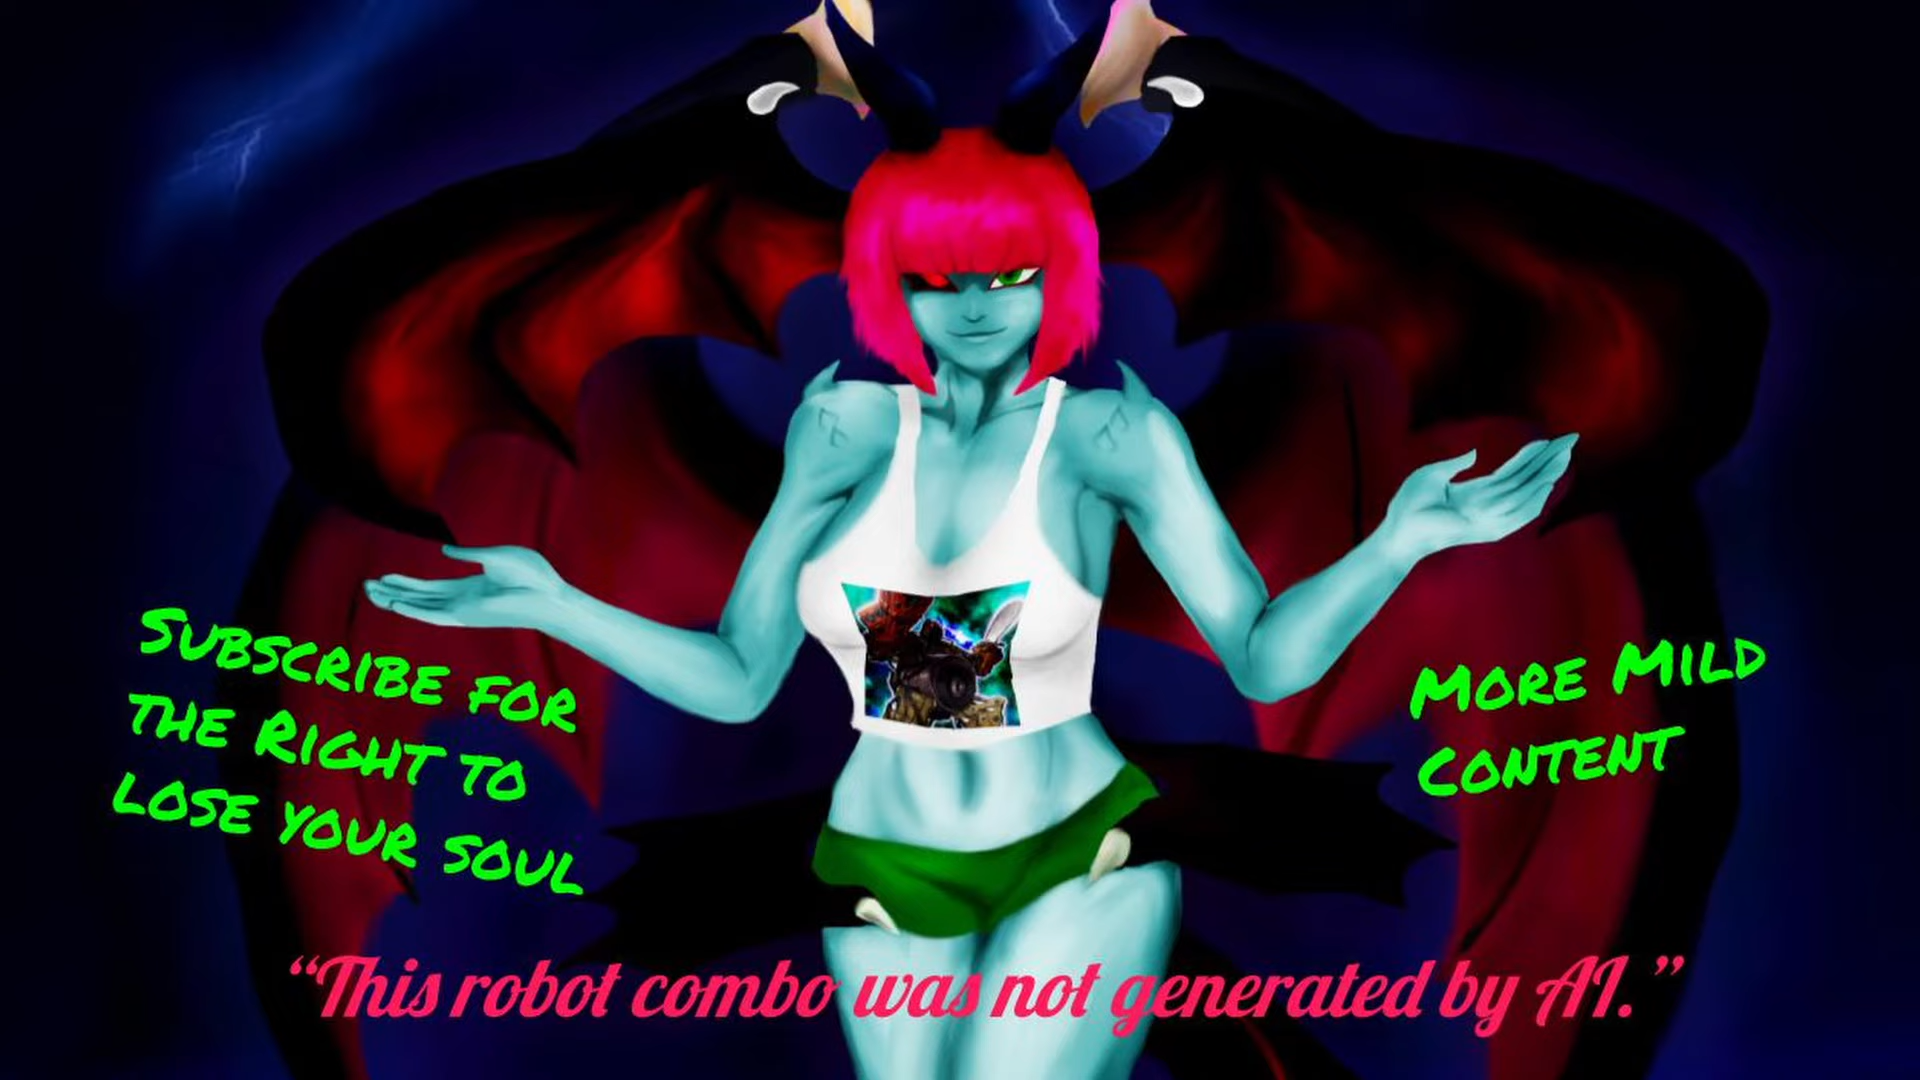 Subscribe for
the Right to
lose your soul
More Mild
Content
“This robot combo was not generated by AI.”